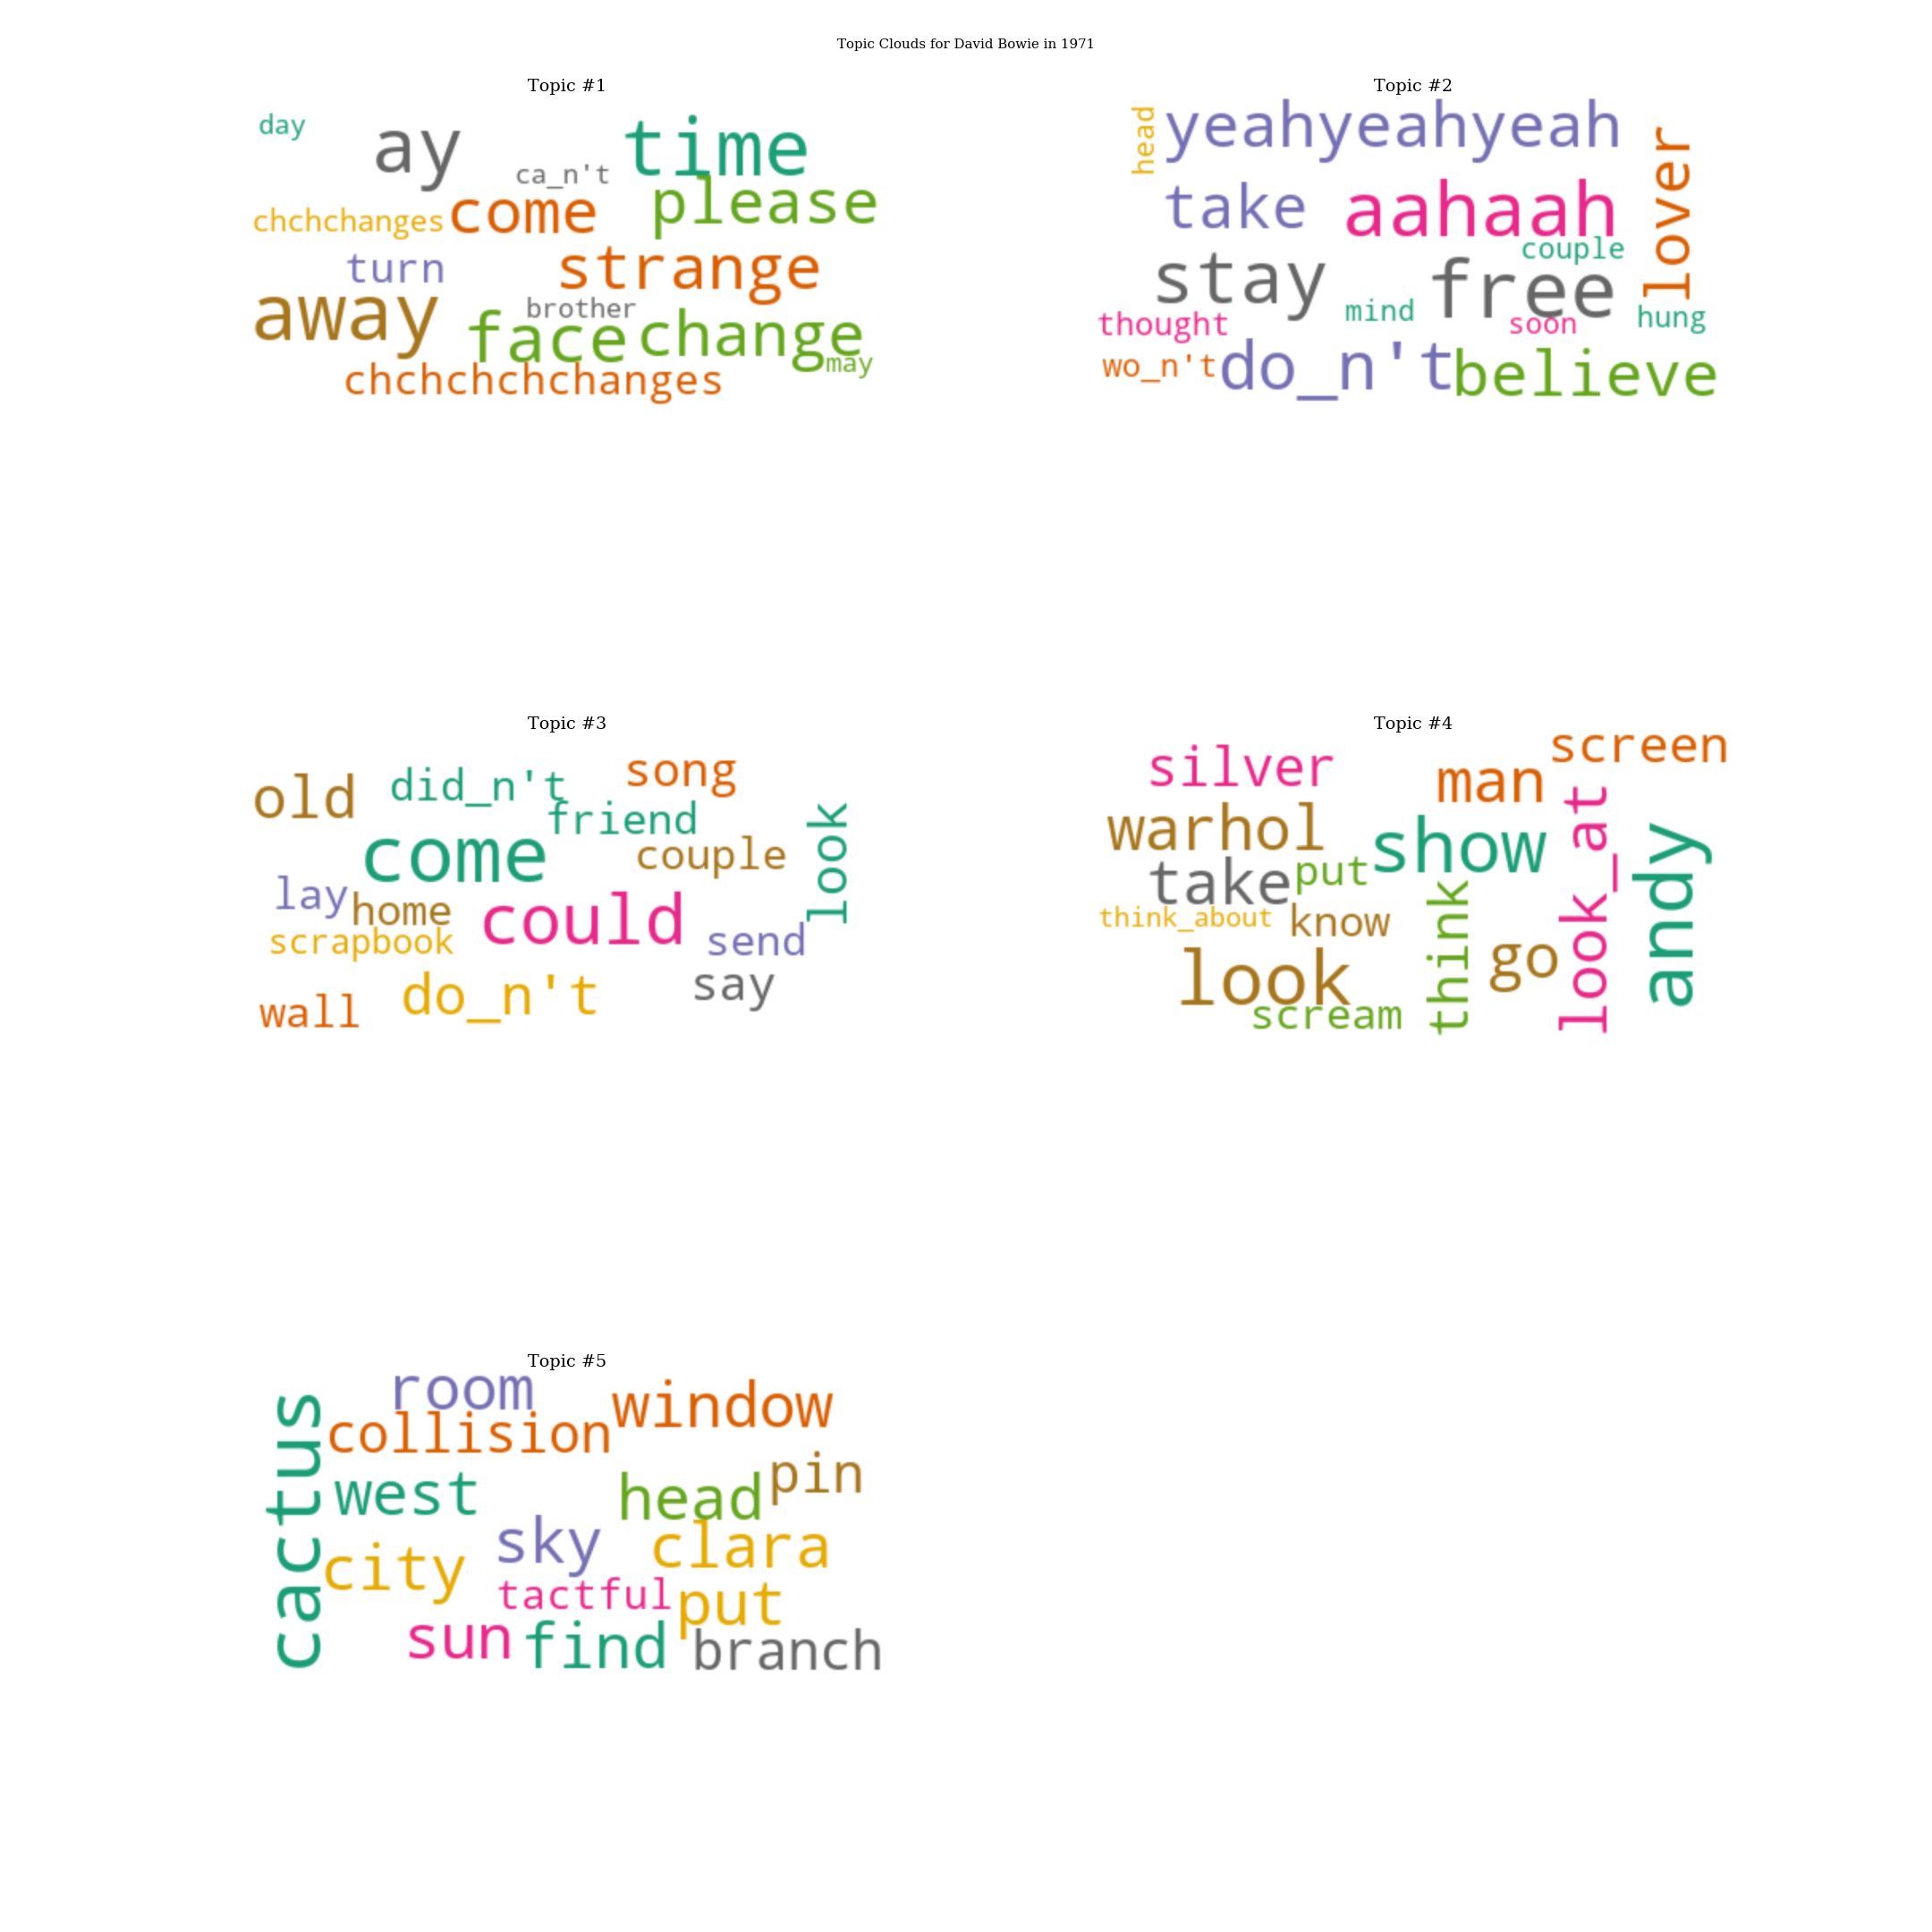 Topic Clouds for David Bowie in 1971
Topic #1
day
ay
time
ca_n't
please
chchchanges
come
turn
strange
away
brother
face
change
may
chchchchchanges
Topic #2
head
yeahyeahyeah
lover
take
aahaah
couple
stay
free
mind
thought
soon
hung
wo_n't
do_n't
believe
Topic #3
old
did_n't
song
friend
look
come
couple
lay
home
could
scrapbook
send
say
wall
do_n't
Topic #4
silver
man
screen
warhol
show
look_at
andy
take
put
think_about
know
think
go
look
scream
Topic #5
cactus
room
window
collision
west
head
pin
sky
clara
city
tactful
put
sun
find
branch